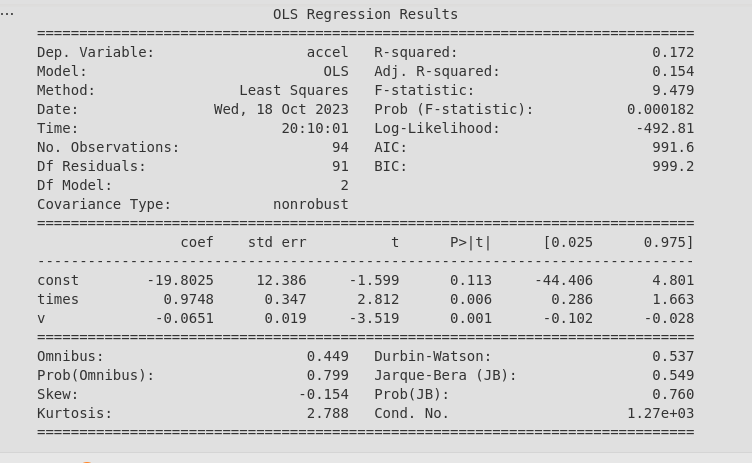 ...
OLS Regression Results
==============================================================================
Dep. Variable: accel R-squared: 0.172
Model: OLS Adj. R-squared: 0.154
Method: Least Squares F-statistic: 9.479
Date: Wed, 18 Oct 2023 Prob (F-statistic): 0.000182
Time: 20:10:01 Log-Likelihood: -492.81
No. Observations: 94 AIC: 991.6
Df Residuals: 91 BIC: 999.2
Df Model: 2
Covariance Type: nonrobust
==============================================================================
coef std err t P>|t| [0.025 0.975]
------------------------------------------------------------------------------
const -19.8025 12.386 -1.599 0.113 -44.406 4.801
times 0.9748 0.347 2.812 0.006 0.286 1.663
v -0.0651 0.019 -3.519 0.001 -0.102 -0.028
==============================================================================
Omnibus: 0.449 Durbin-Watson: 0.537
Prob(Omnibus): 0.799 Jarque-Bera (JB): 0.549
Skew: -0.154 Prob(JB): 0.760
Kurtosis: 2.788 Cond. No. 1.27e+03
==============================================================================